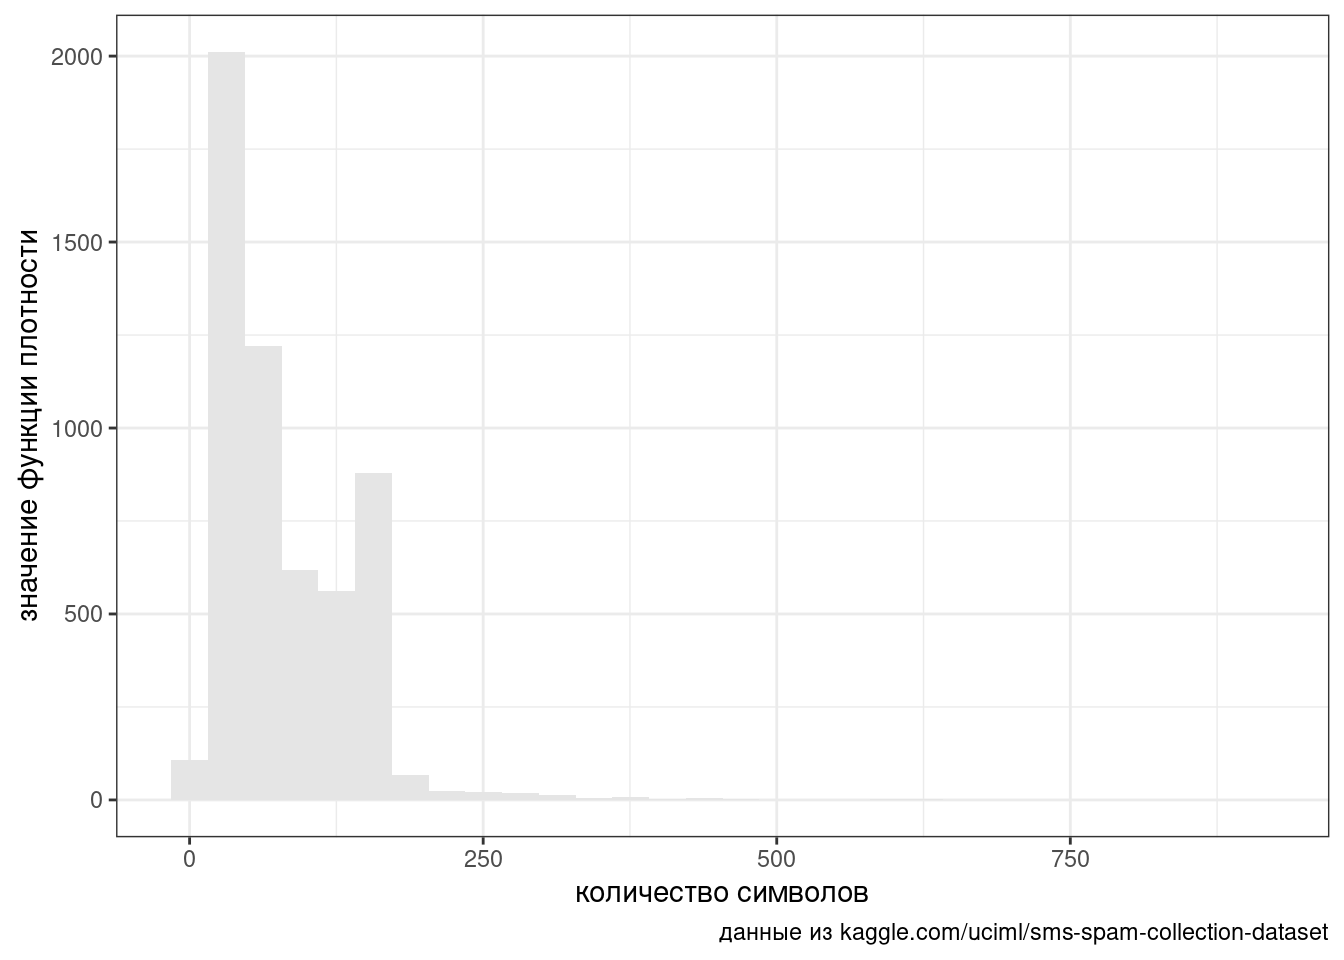 значение функции плотности
2000
1500
1000
500
0
0 250 500 750
количество символов
данные из kaggle.com/uciml/sms-spam-collection-dataset